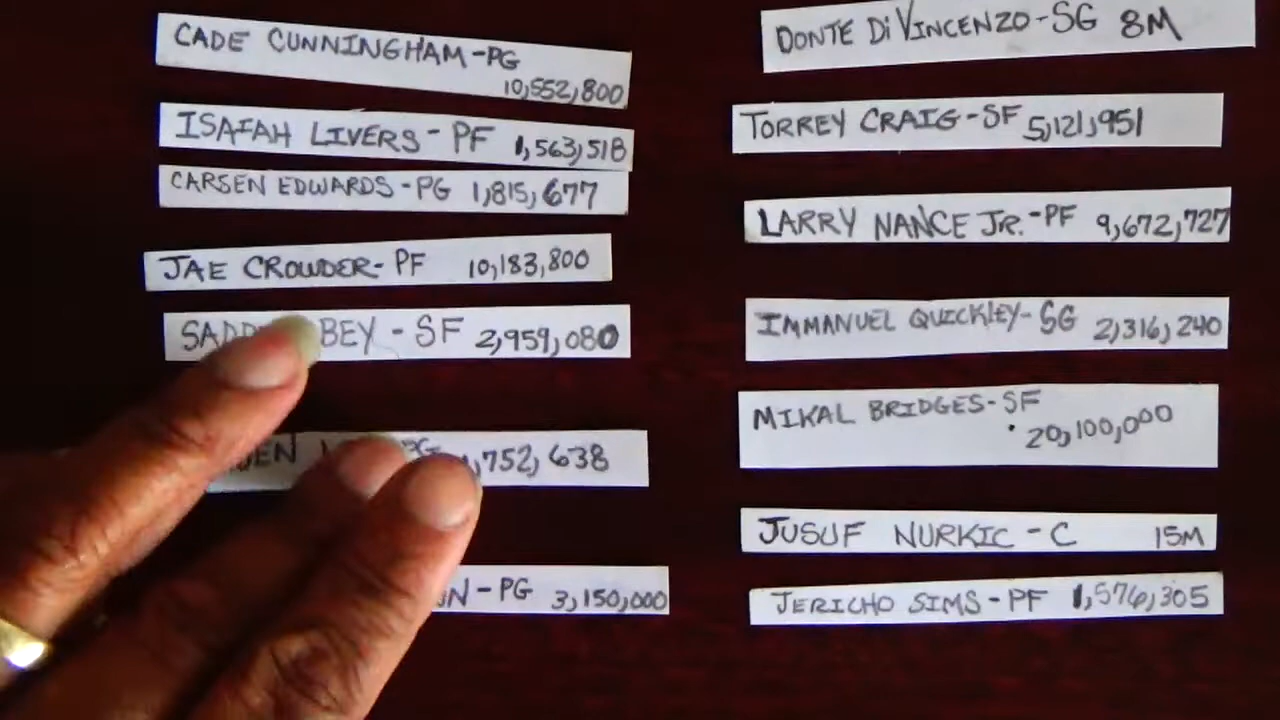 CADE CUNNINGHAM - PG
10,552,800
ISAIAH LIVERS - PF 1,563,518
CARSEN EDWARDS - PG 1,815,677
JAE CROWDER - PF 10,183,800
BEY - SF 2,959,080
PG ,752,638
- PG 3,150,000
DONTE DiVINCENZO - SG 8M
TORREY CRAIG - SF 5,121,951
LARRY NANCE JR. - PF 9,672,727
IMMANUEL QUICKLEY - SG 2,316,240
MIKAL BRIDGES - SF
20,100,000
JUSUF NURKIC - C 15M
JERICHO SIMS - PF 1,576,305